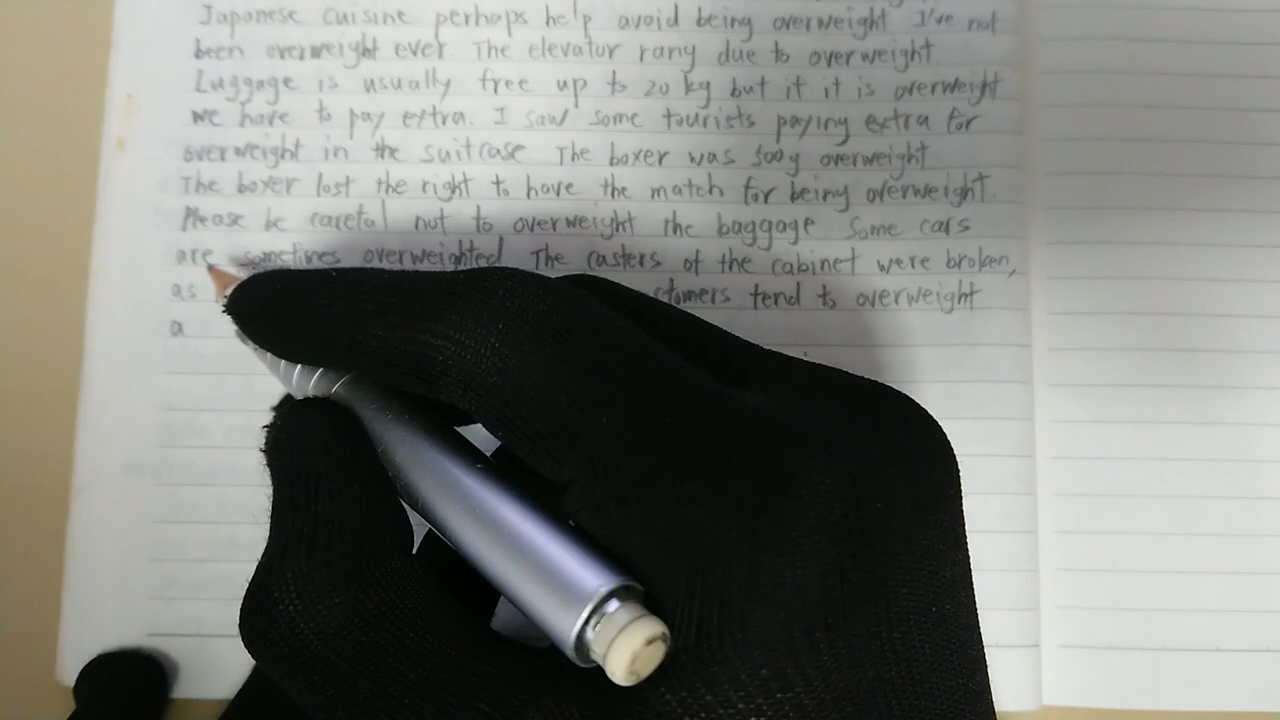 Japanese cuisine perhaps help avoid being overweight I've not
been overweight ever. The elevator rang due to overweight.
Luggage is usually free up to 20 kg but it it is overweight
we have to pay extra. I saw some tourists paying extra for
overweight in the suitcase. The boxer was 500g overweight
The boxer lost the right to have the match for being overweight.
Please be caretal not to overweight the baggage Some cars
are sometines overweighted. The casters of the cabinet were broken,
as tend to overweight
a